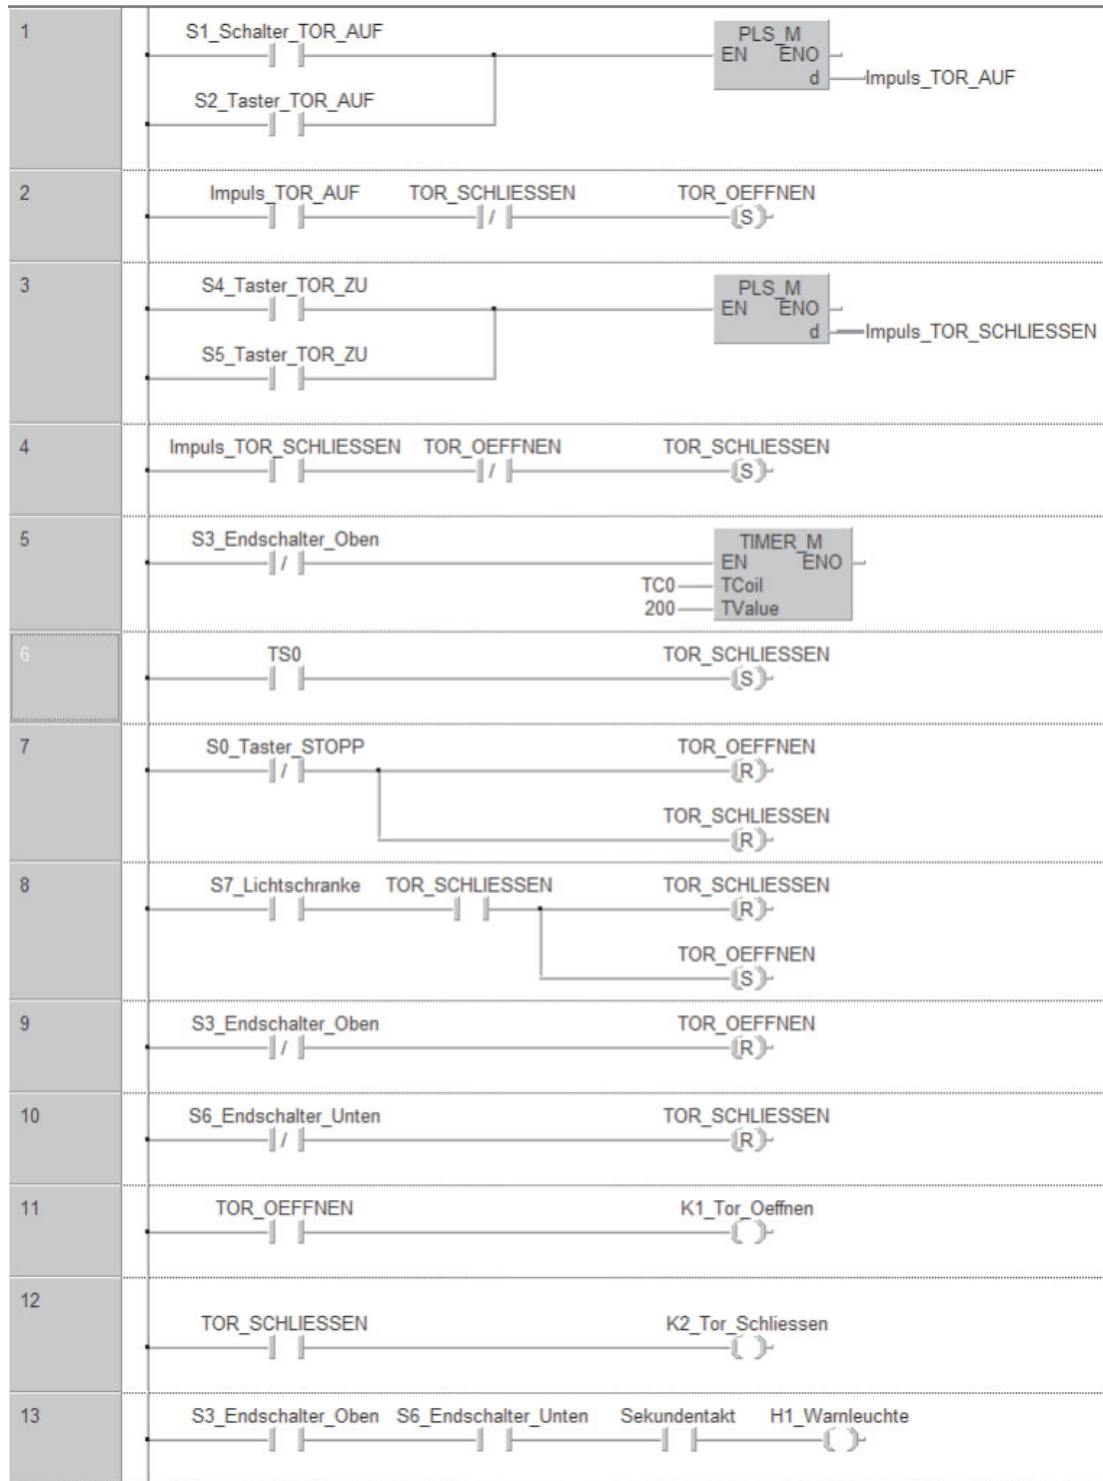 1
S1_Schalter_TOR_AUF
PLS_M
EN ENO
d Impuls_TOR_AUF
S2_Taster_TOR_AUF
2
Impuls_TOR_AUF TOR_SCHLIESSEN TOR_OEFFNEN
/ S
3
S4_Taster_TOR_ZU
PLS_M
EN ENO
d Impuls_TOR_SCHLIESSEN
S5_Taster_TOR_ZU
4
Impuls_TOR_SCHLIESSEN TOR_OEFFNEN TOR_SCHLIESSEN
/ S
5
S3_Endschalter_Oben
/
TIMER_M
EN ENO
TC0 TCoil
200 TValue
6
TS0 TOR_SCHLIESSEN
S
7
S0_Taster_STOPP TOR_OEFFNEN
/ R
TOR_SCHLIESSEN
R
8
S7_Lichtschranke TOR_SCHLIESSEN TOR_SCHLIESSEN
R
TOR_OEFFNEN
S
9
S3_Endschalter_Oben TOR_OEFFNEN
/ R
10
S6_Endschalter_Unten TOR_SCHLIESSEN
/ R
11
TOR_OEFFNEN K1_Tor_Oeffnen
12
TOR_SCHLIESSEN K2_Tor_Schliessen
13
S3_Endschalter_Oben S6_Endschalter_Unten Sekundentakt H1_Warnleuchte